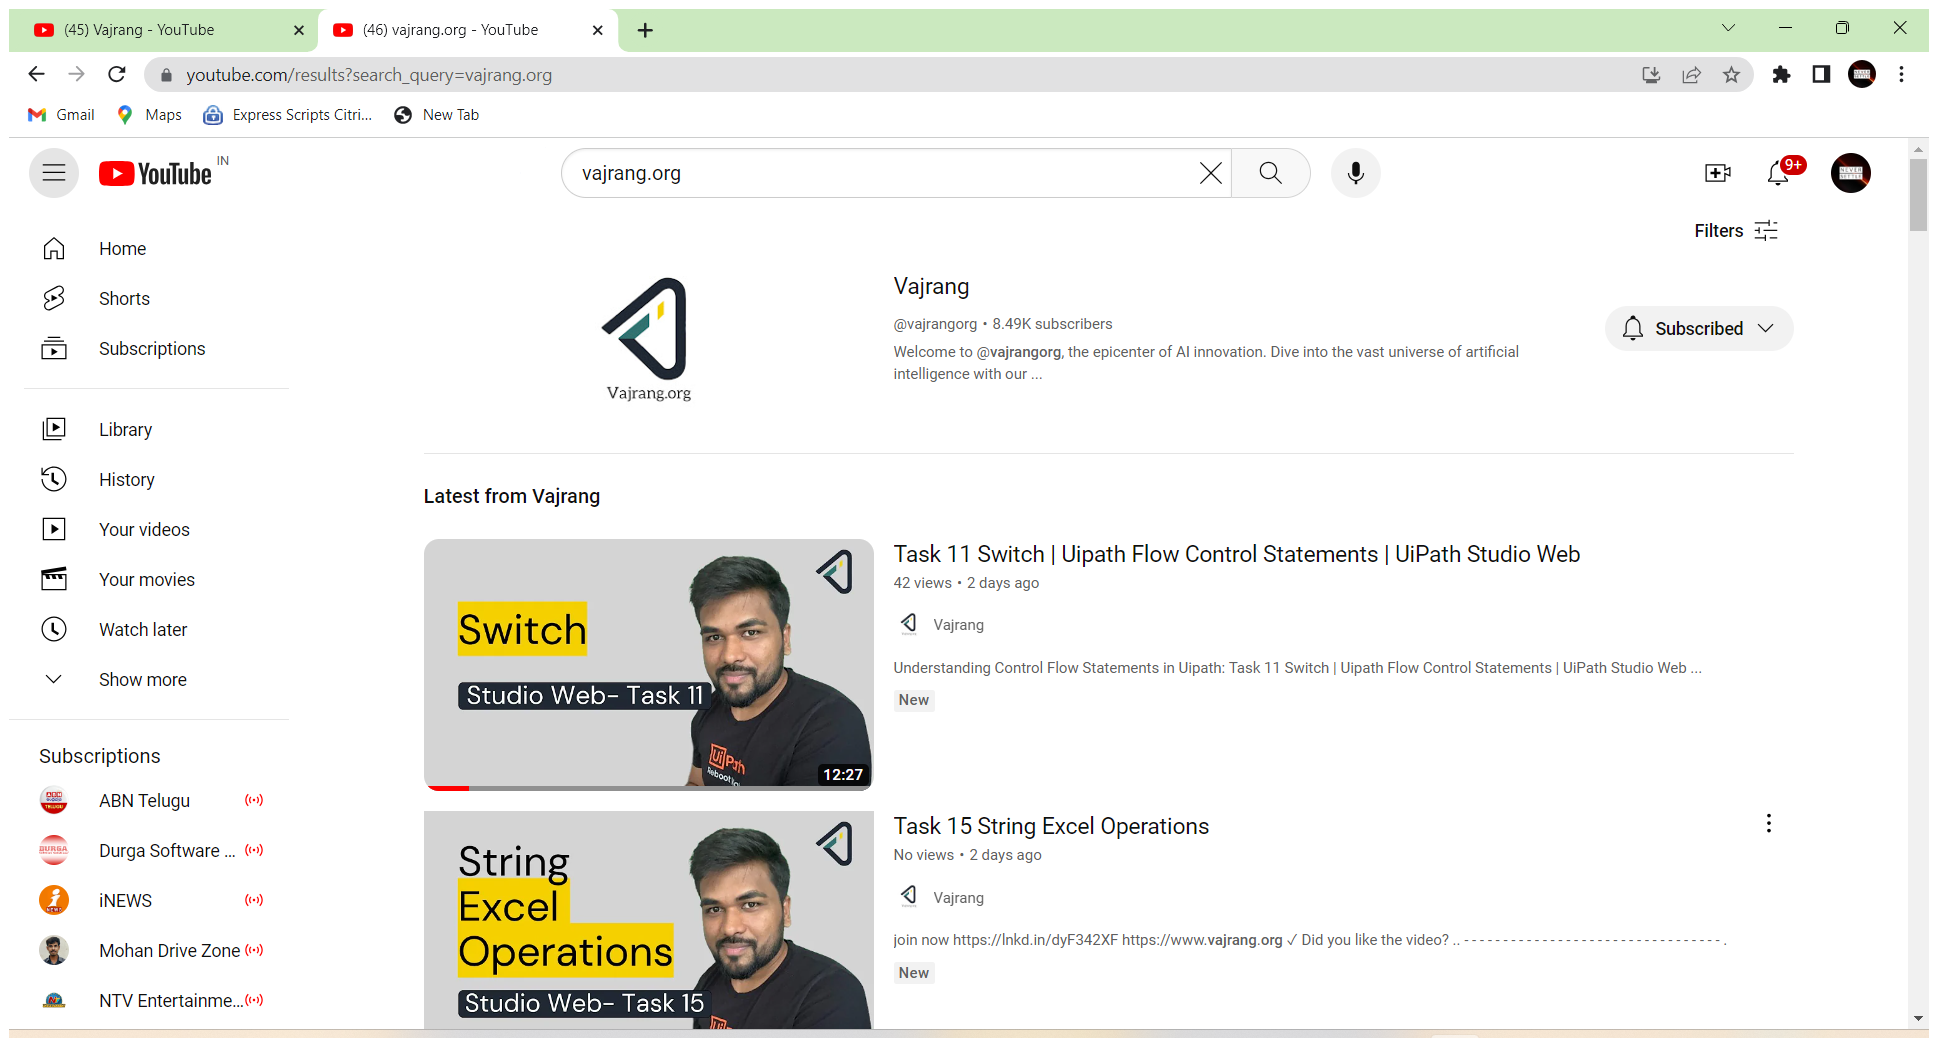 (45) Vajrang - YouTube
(46) vajrang.org - YouTube
youtube.com/results?search_query=vajrang.org
Gmail
Maps
Express Scripts Citri...
New Tab
YouTube
IN
vajrang.org
9+
Filters
Home
Shorts
Subscriptions
Library
History
Your videos
Your movies
Watch later
Show more
Subscriptions
ABN Telugu
Durga Software ...
iNEWS
Mohan Drive Zone
NTV Entertainme...
Vajrang.org
Vajrang
@vajrangorg • 8.49K subscribers
Welcome to @vajrangorg, the epicenter of AI innovation. Dive into the vast universe of artificial
intelligence with our ...
Subscribed
Latest from Vajrang
Switch
Studio Web- Task 11
UiPath
Reboot
12:27
Task 11 Switch | Uipath Flow Control Statements | UiPath Studio Web
42 views • 2 days ago
Vajrang
Understanding Control Flow Statements in Uipath: Task 11 Switch | Uipath Flow Control Statements | UiPath Studio Web ...
New
String
Excel
Operations
Studio Web- Task 15
Task 15 String Excel Operations
No views • 2 days ago
Vajrang
join now https://lnkd.in/dyF342XF https://www.vajrang.org ✓ Did you like the video? .. - - - - - - - - - - - - - - - - - - - - - - - - - - - - - - - - - .
New